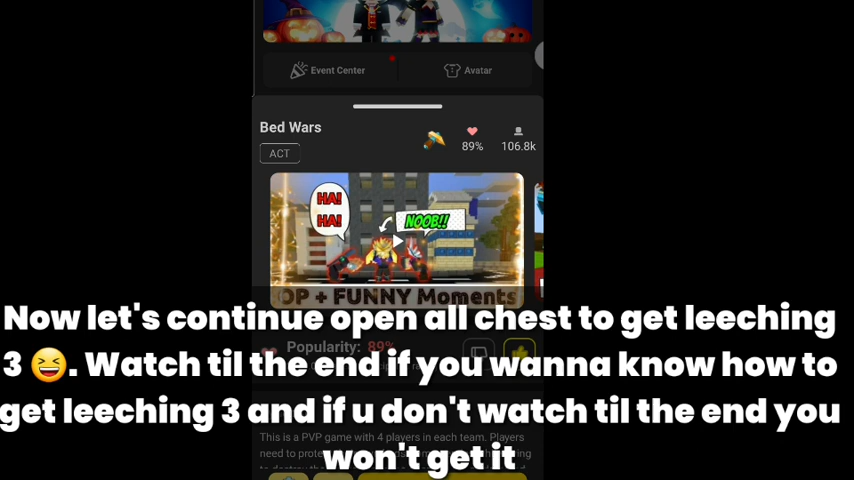 Event Center
Avatar
Bed Wars
89%
106.8k
ACT
HA!
HA!
NOOB!!
OP + FUNNY Moments
Now let's continue open all chest to get leeching
3 😆. Watch til the end if you wanna know how to
get leeching 3 and if u don't watch til the end you
won't get it
Popularity: 89%
This is a PVP game with 4 players in each team. Players
need to